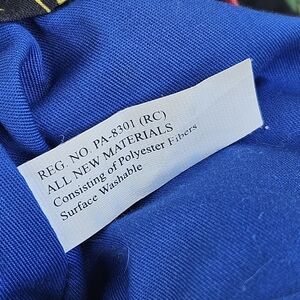 REG. NO. PA-8301 (RC)
ALL NEW MATERIALS
Consisting of Polyester Fibers
Surface Washable